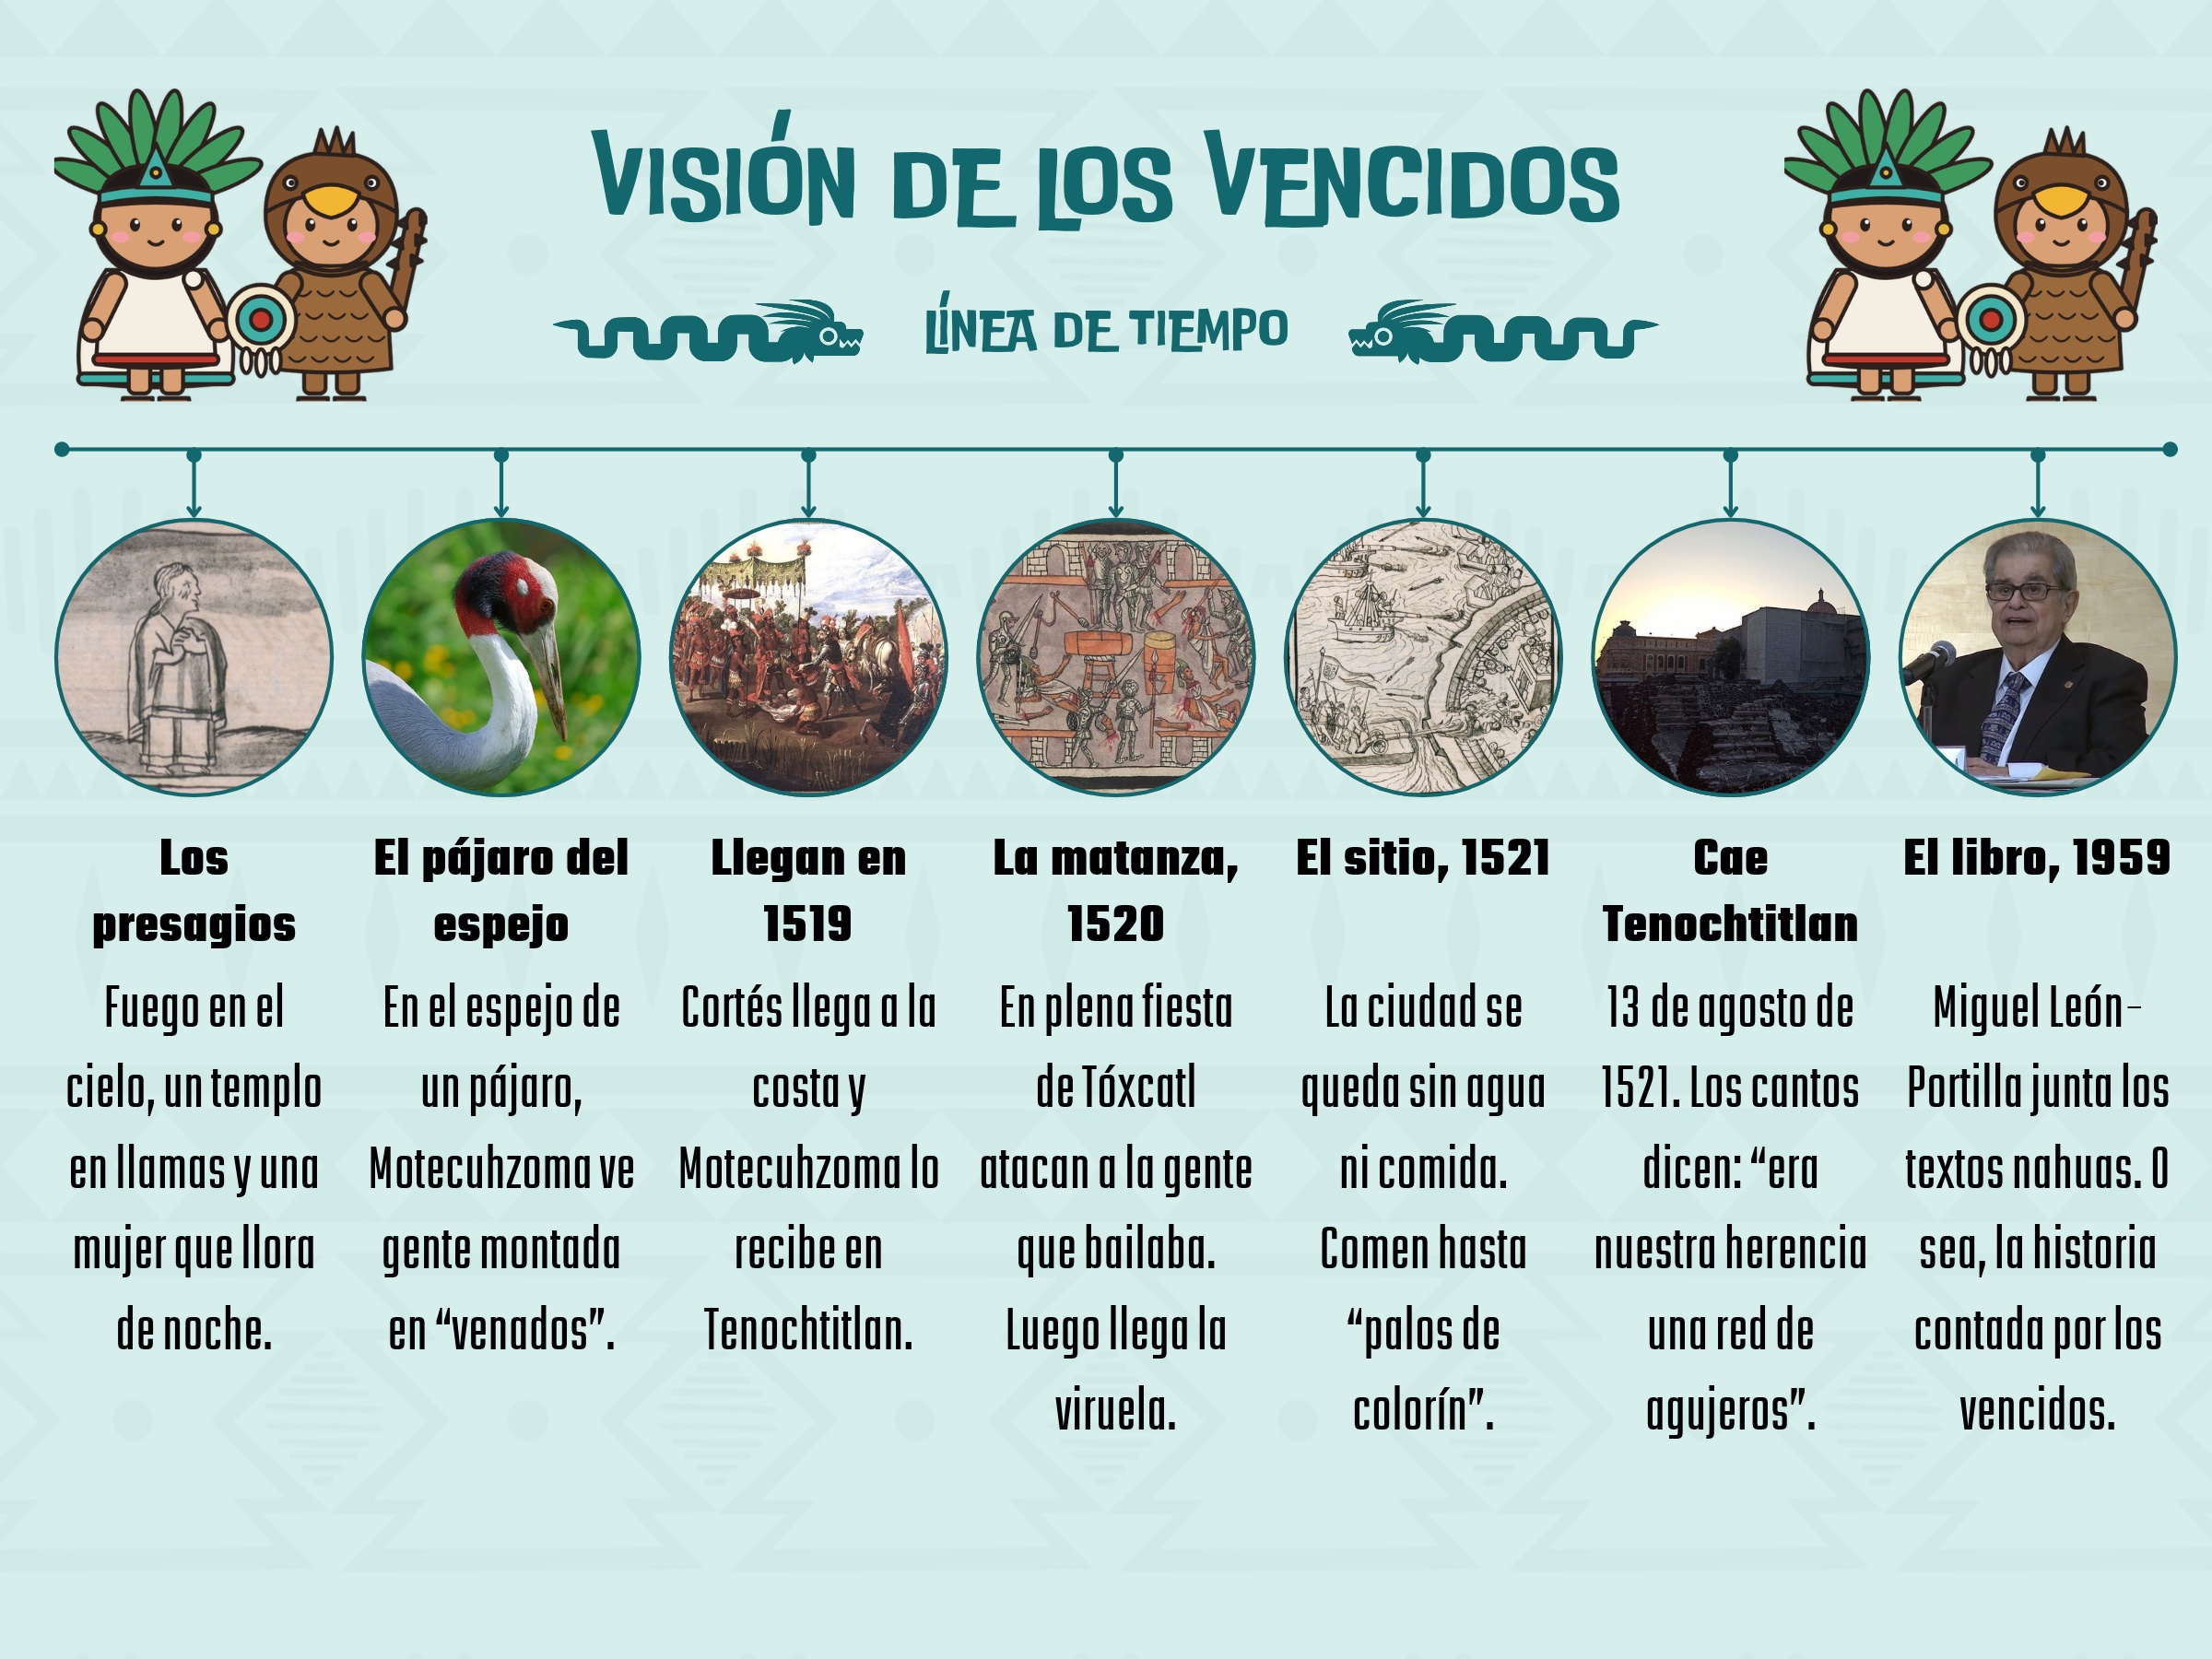 VISIÓN DE LOS VENCIDOS
LÍNEA DE TIEMPO
Los
presagios
Fuego en el
cielo, un templo
en llamas y una
mujer que llora
de noche.
El pájaro del
espejo
En el espejo de
un pájaro,
Motecuhzoma ve
gente montada
en “venados”.
Llegan en
1519
Cortés llega a la
costa y
Motecuhzoma lo
recibe en
Tenochtitlan.
La matanza,
1520
En plena fiesta
de Tóxcatl
atacan a la gente
que bailaba.
Luego llega la
viruela.
El sitio, 1521
La ciudad se
queda sin agua
ni comida.
Comen hasta
“palos de
colorín”.
Cae
Tenochtitlan
13 de agosto de
1521. Los cantos
dicen: “era
nuestra herencia
una red de
agujeros”.
El libro, 1959
Miguel León-
Portilla junta los
textos nahuas. O
sea, la historia
contada por los
vencidos.